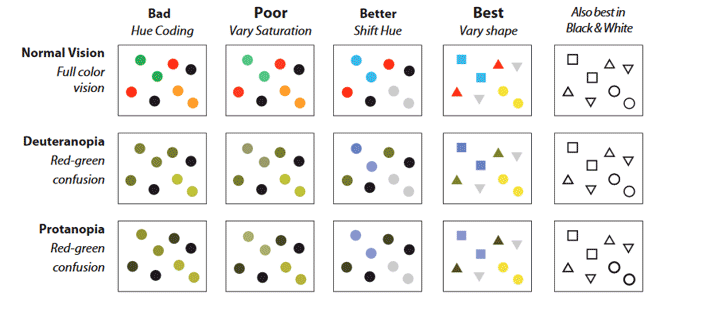 Bad
Hue Coding
Poor
Vary Saturation
Better
Shift Hue
Best
Vary shape
Also best in
Black & White
Normal Vision
Full color
vision
Deuteranopia
Red-green
confusion
Protanopia
Red-green
confusion